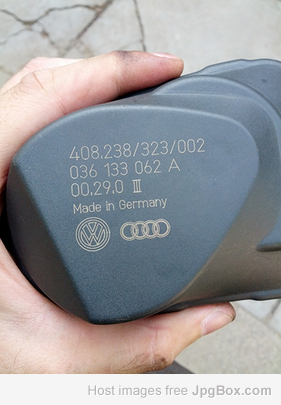 408.238/323/002
036 133 062 A
00.29.0 III
Made in Germany
Host images free JpgBox.com